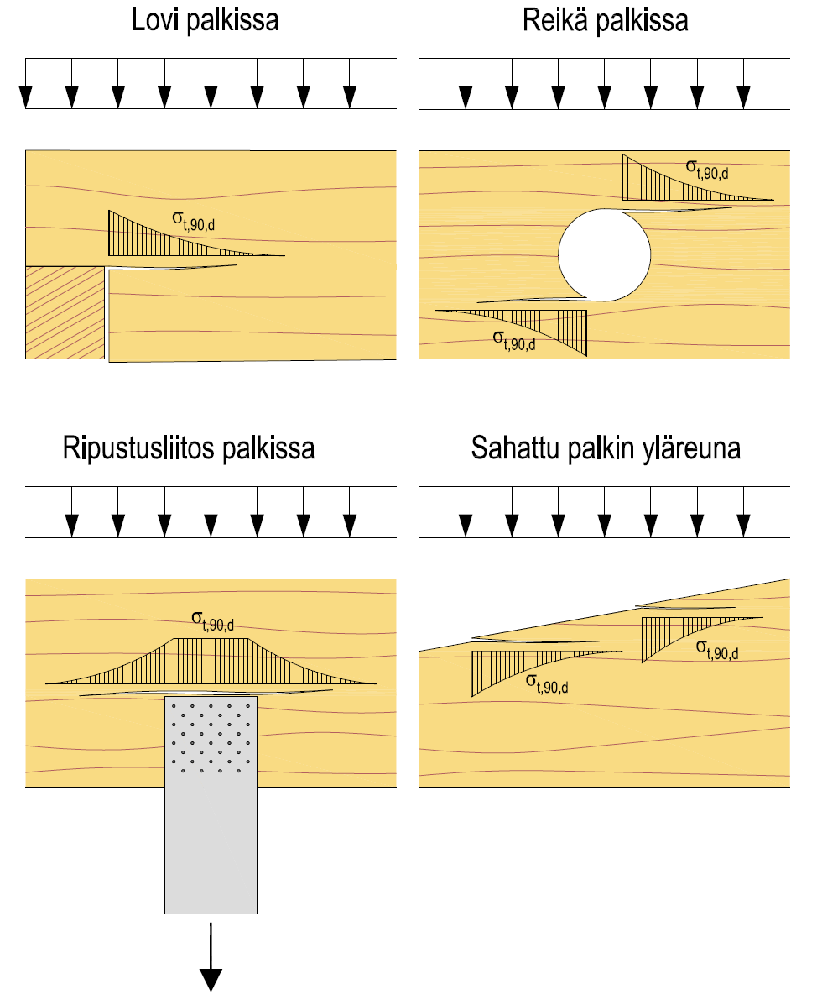 Lovi palkissa
Reikä palkissa
σt,90,d
σt,90,d
σt,90,d
Ripustusliitos palkissa
Sahattu palkin yläreuna
σt,90,d
σt,90,d
σt,90,d